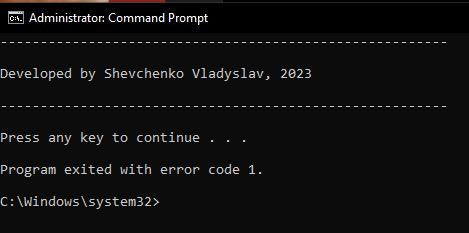 Administrator: Command Prompt
--------------------------------------------------------
Developed by Shevchenko Vladyslav, 2023
--------------------------------------------------------
Press any key to continue . . .
Program exited with error code 1.
C:\Windows\system32>